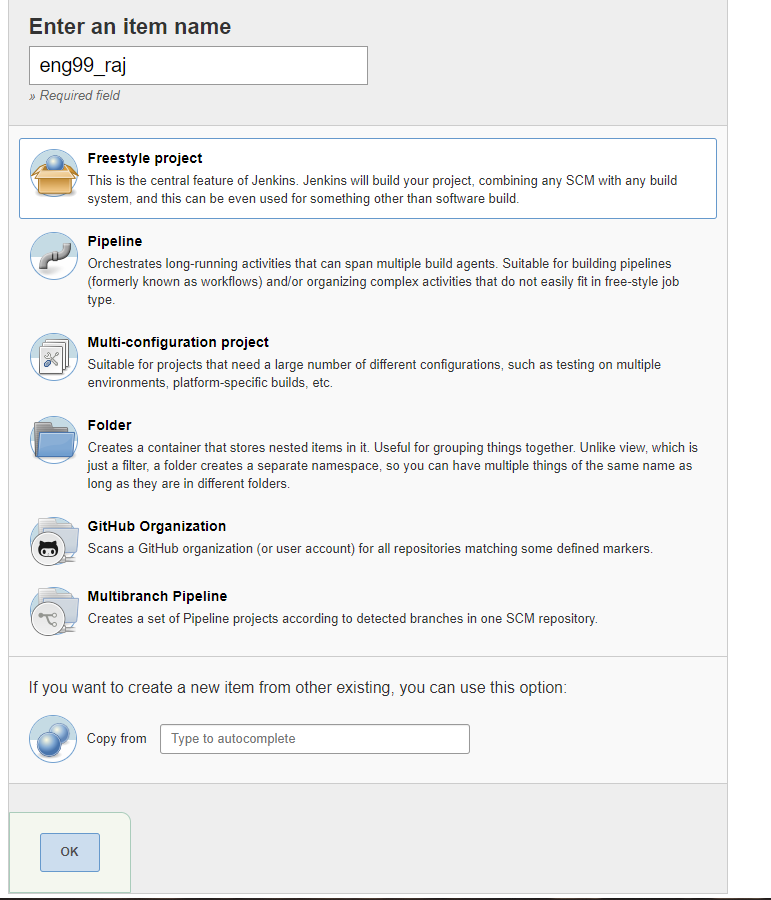 Enter an item name
eng99_raj
» Required field
Freestyle project
This is the central feature of Jenkins. Jenkins will build your project, combining any SCM with any build
system, and this can be even used for something other than software build.
Pipeline
Orchestrates long-running activities that can span multiple build agents. Suitable for building pipelines
(formerly known as workflows) and/or organizing complex activities that do not easily fit in free-style job
type.
Multi-configuration project
Suitable for projects that need a large number of different configurations, such as testing on multiple
environments, platform-specific builds, etc.
Folder
Creates a container that stores nested items in it. Useful for grouping things together. Unlike view, which is
just a filter, a folder creates a separate namespace, so you can have multiple things of the same name as
long as they are in different folders.
GitHub Organization
Scans a GitHub organization (or user account) for all repositories matching some defined markers.
Multibranch Pipeline
Creates a set of Pipeline projects according to detected branches in one SCM repository.
If you want to create a new item from other existing, you can use this option:
Copy from Type to autocomplete
OK